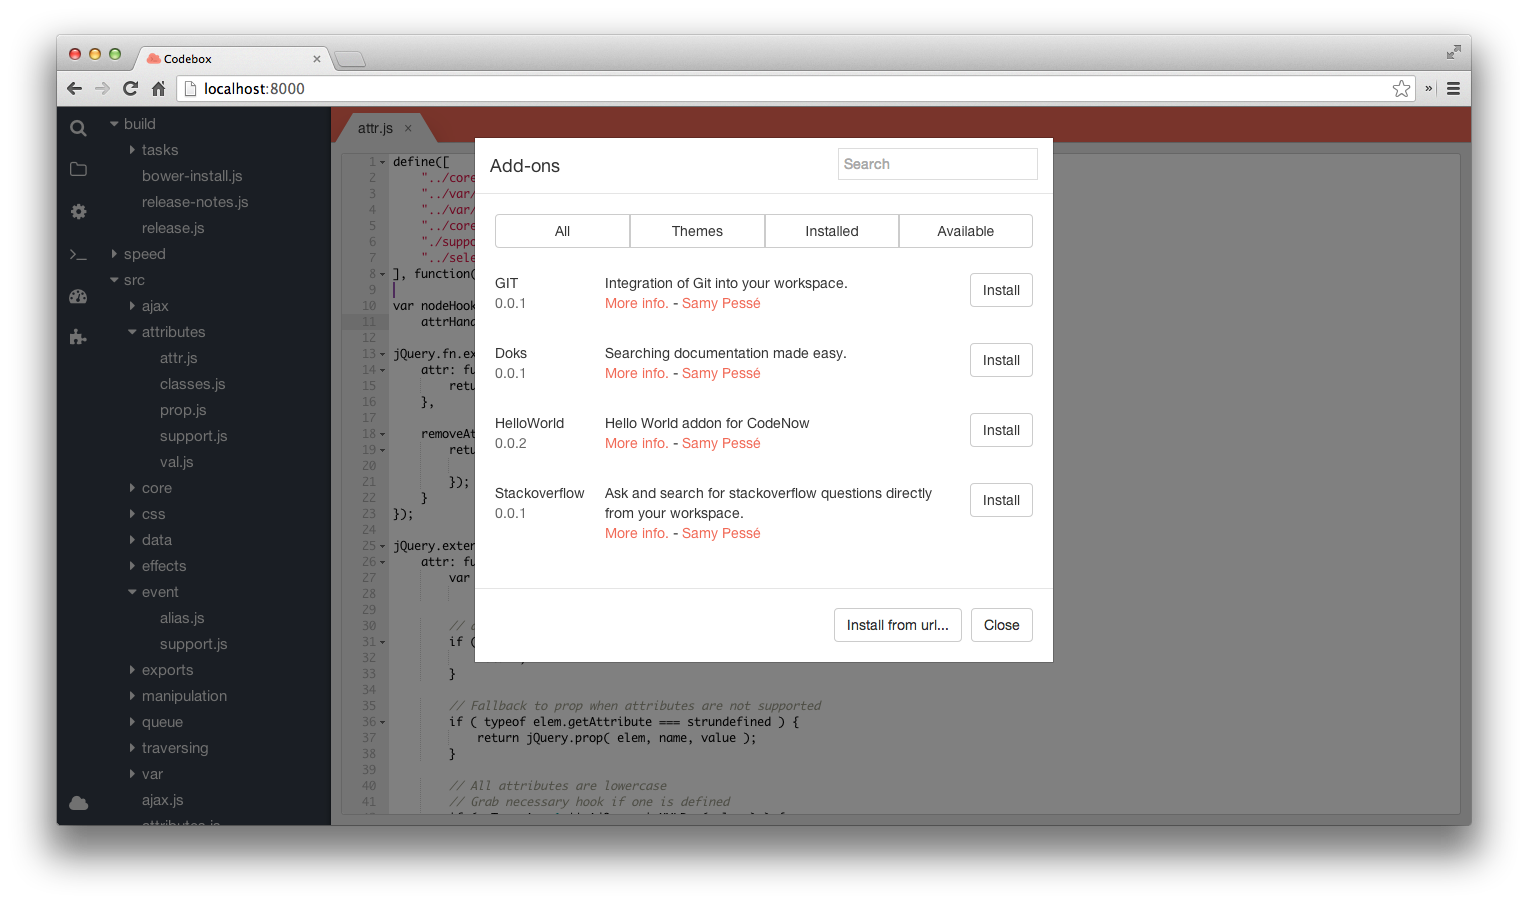 Codebox
localhost:8000
build
tasks
bower-install.js
release-notes.js
release.js
speed
src
ajax
attributes
attr.js
classes.js
prop.js
support.js
val.js
core
css
data
effects
event
alias.js
support.js
exports
manipulation
queue
traversing
var
ajax.js
attributes.js
attr.js
1 define([
2 "../core
3 "../var/
4 "../var/
5 "../core
6 "./suppo
7 "../sele
8 ], function(
9
10 var nodeHook
11 attrHand
12
13 jQuery.fn.ex
14 attr: fu
15 retu
16 },
17
18 removeAt
19 retu
20
21 });
22 }
23 });
24
25 jQuery.exten
26 attr: fu
27 var
28
29
30 //
31 if (
32
33 }
34
35 // Fallback to prop when attributes are not supported
36 if ( typeof elem.getAttribute === strundefined ) {
37 return jQuery.prop( elem, name, value );
38 }
39
40 // All attributes are lowercase
41 // Grab necessary hook if one is defined
Add-ons
Search
All Themes Installed Available
GIT
0.0.1
Integration of Git into your workspace.
More info. - Samy Pessé
Install
Doks
0.0.1
Searching documentation made easy.
More info. - Samy Pessé
Install
HelloWorld
0.0.2
Hello World addon for CodeNow
More info. - Samy Pessé
Install
Stackoverflow
0.0.1
Ask and search for stackoverflow questions directly
from your workspace.
More info. - Samy Pessé
Install
Install from url... Close